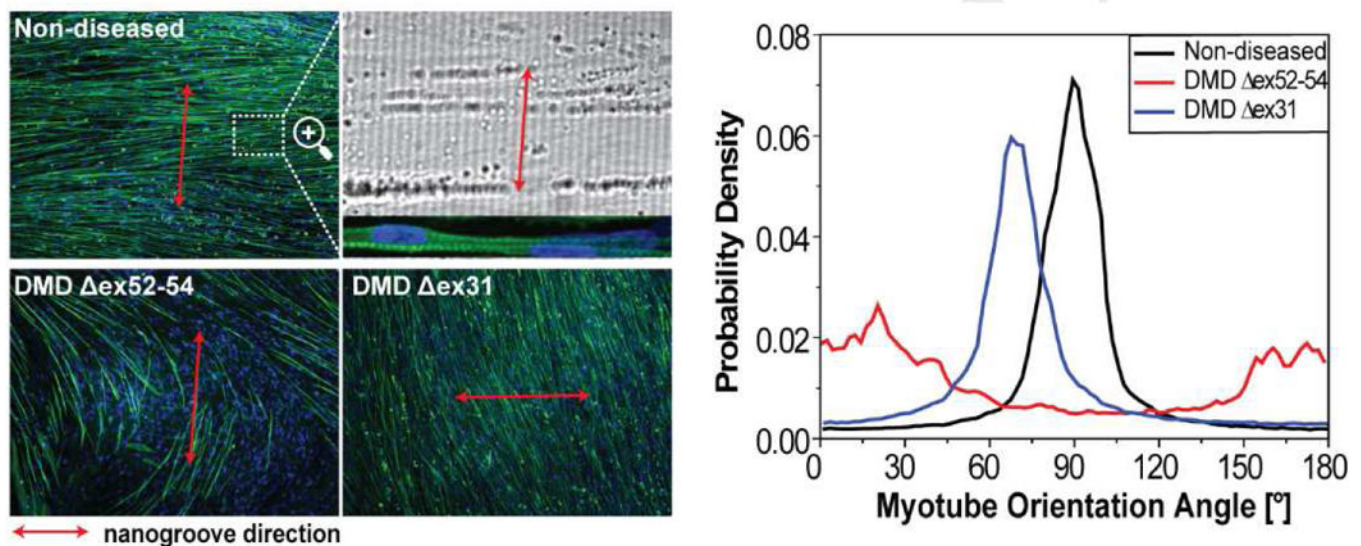 Non-diseased
DMD Δex52-54
DMD Δex31
nanogroove direction
0.08
0.06
0.04
0.02
0.00
Probability Density
Non-diseased
DMD Δex52-54
DMD Δex31
0 30 60 90 120 150 180
Myotube Orientation Angle [°]